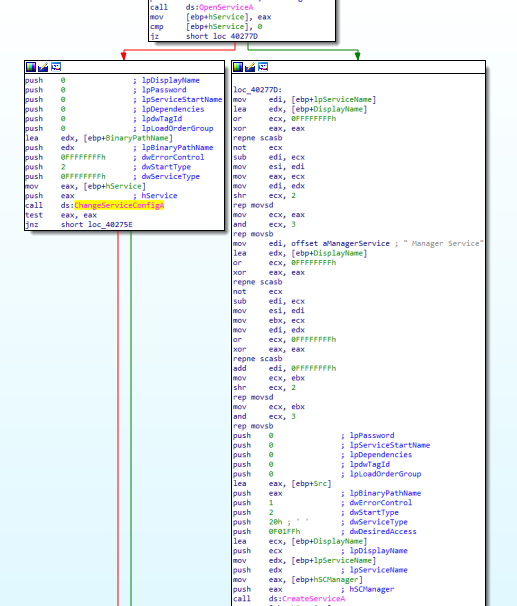 call ds:OpenServiceA
mov [ebp+hService], eax
cmp [ebp+hService], 0
jz short loc_40277D
push 0 ; lpDisplayName
push 0 ; lpPassword
push 0 ; lpServiceStartName
push 0 ; lpDependencies
push 0 ; lpdwTagId
push 0 ; lpLoadOrderGroup
lea edx, [ebp+BinaryPathName]
push edx ; lpBinaryPathName
push 0FFFFFFFFh ; dwErrorControl
push 2 ; dwStartType
push 0FFFFFFFFh ; dwServiceType
mov eax, [ebp+hService]
push eax ; hService
call ds:ChangeServiceConfigA
test eax, eax
jnz short loc_40275E
loc_40277D:
mov edi, [ebp+lpServiceName]
lea edx, [ebp+DisplayName]
or ecx, 0FFFFFFFFh
xor eax, eax
repne scasb
not ecx
sub edi, ecx
mov esi, edi
mov eax, ecx
mov edi, edx
shr ecx, 2
rep movsd
mov ecx, eax
and ecx, 3
rep movsb
mov edi, offset aManagerService ; " Manager Service"
lea edx, [ebp+DisplayName]
or ecx, 0FFFFFFFFh
xor eax, eax
repne scasb
not ecx
sub edi, ecx
mov esi, edi
mov ebx, ecx
mov edi, edx
or ecx, 0FFFFFFFFh
xor eax, eax
repne scasb
add edi, 0FFFFFFFFh
mov ecx, ebx
shr ecx, 2
rep movsd
mov ecx, ebx
and ecx, 3
rep movsb
push 0 ; lpPassword
push 0 ; lpServiceStartName
push 0 ; lpDependencies
push 0 ; lpdwTagId
push 0 ; lpLoadOrderGroup
lea eax, [ebp+Src]
push eax ; lpBinaryPathName
push 1 ; dwErrorControl
push 2 ; dwStartType
push 20h ; ' ' ; dwServiceType
push 0F01FFh ; dwDesiredAccess
lea ecx, [ebp+DisplayName]
push ecx ; lpDisplayName
mov edx, [ebp+lpServiceName]
push edx ; lpServiceName
mov eax, [ebp+hSCManager]
push eax ; hSCManager
call ds:CreateServiceA